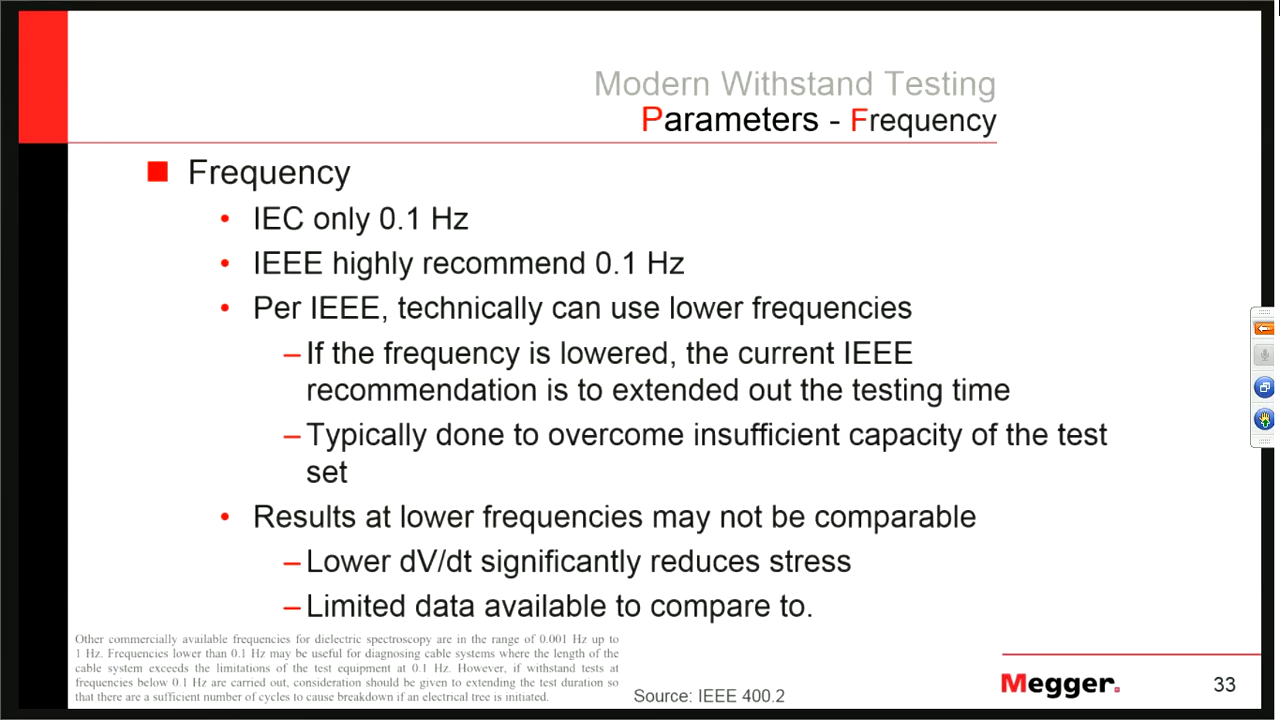 Modern Withstand Testing
Parameters - Frequency
Frequency
• IEC only 0.1 Hz
• IEEE highly recommend 0.1 Hz
• Per IEEE, technically can use lower frequencies
– If the frequency is lowered, the current IEEE
recommendation is to extended out the testing time
– Typically done to overcome insufficient capacity of the test
set
• Results at lower frequencies may not be comparable
– Lower dV/dt significantly reduces stress
– Limited data available to compare to.
Other commercially available frequencies for dielectric spectroscopy are in the range of 0.001 Hz up to
1 Hz. Frequencies lower than 0.1 Hz may be useful for diagnosing cable systems where the length of the
cable system exceeds the limitations of the test equipment at 0.1 Hz. However, if withstand tests at
frequencies below 0.1 Hz are carried out, consideration should be given to extending the test duration so
that there are a sufficient number of cycles to cause breakdown if an electrical tree is initiated.
Source: IEEE 400.2
Megger.
33